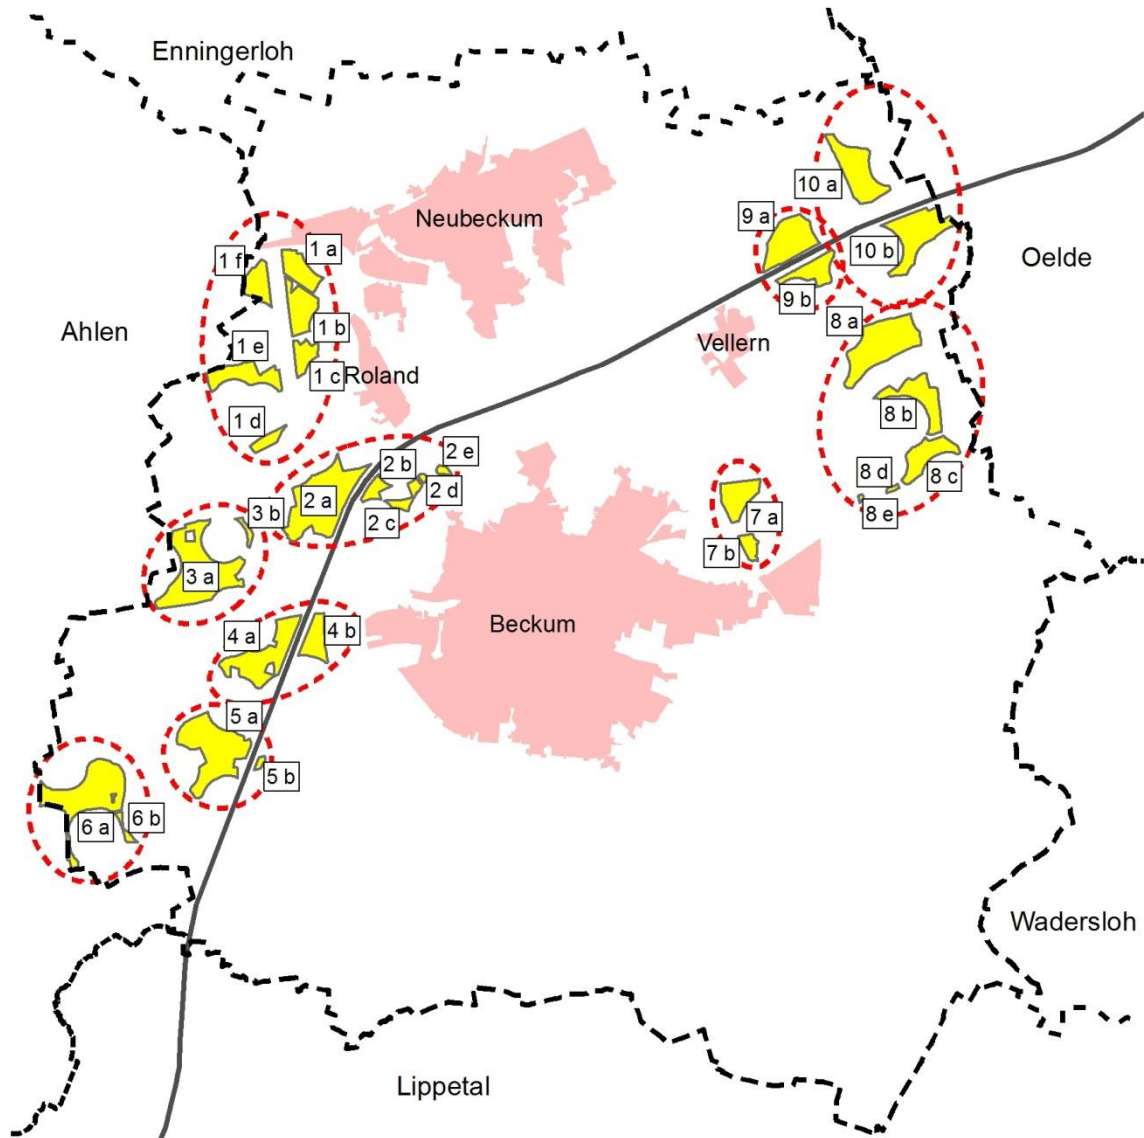 Enningerloh
10 a
Neubeckum
9 a
1 a
1 f
10 b
Oelde
9 b
Ahlen
1 b
8 a
1 e
Vellern
1 c
Roland
8 b
1 d
2 e
2 b
8 d
8 c
2 d
2 a
3 b
2 c
7 a
8 e
7 b
3 a
Beckum
4 a
4 b
5 a
5 b
6 a
6 b
Wadersloh
Lippetal